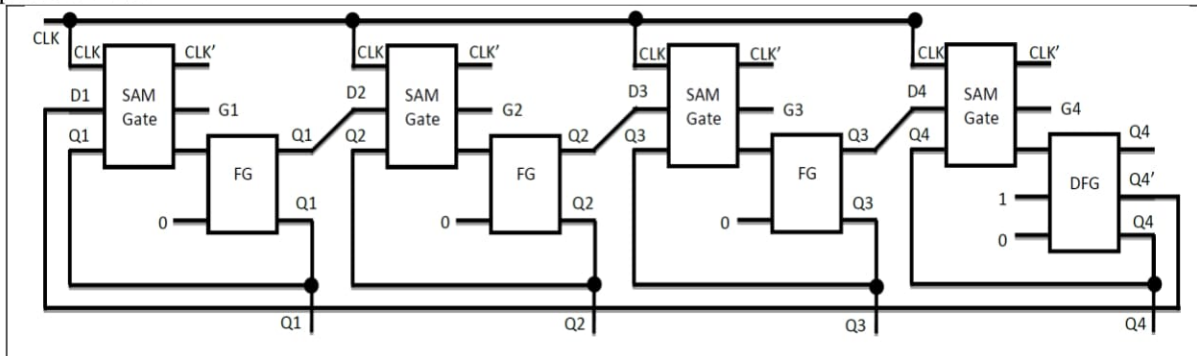 CLK
CLK CLK’ CLK CLK’ CLK CLK’ CLK CLK’
D1 SAM Gate G1 D2 SAM Gate G2 D3 SAM Gate G3 D4 SAM Gate G4
Q1 Q1 Q2 Q2 Q3 Q3 Q4 Q4
FG FG FG DFG Q4’
Q1 Q2 Q3 1
0 0 0 0 Q4
Q1 Q2 Q3 Q4